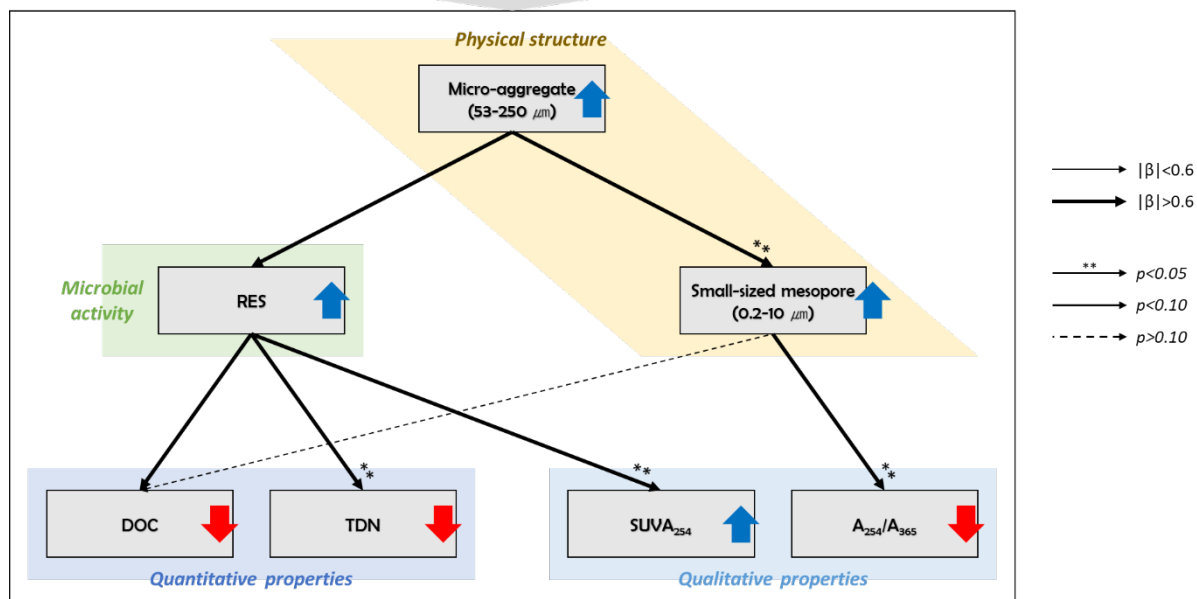 Physical structure
Micro-aggregate
(53-250 ㎛)
|β|<0.6
|β|>0.6
**
Microbial
activity
RES
Small-sized mesopore
(0.2-10 ㎛)
** p<0.05
p<0.10
p>0.10
** ** **
DOC
TDN
SUVA₂₅₄
A₂₅₄/A₃₆₅
Quantitative properties
Qualitative properties